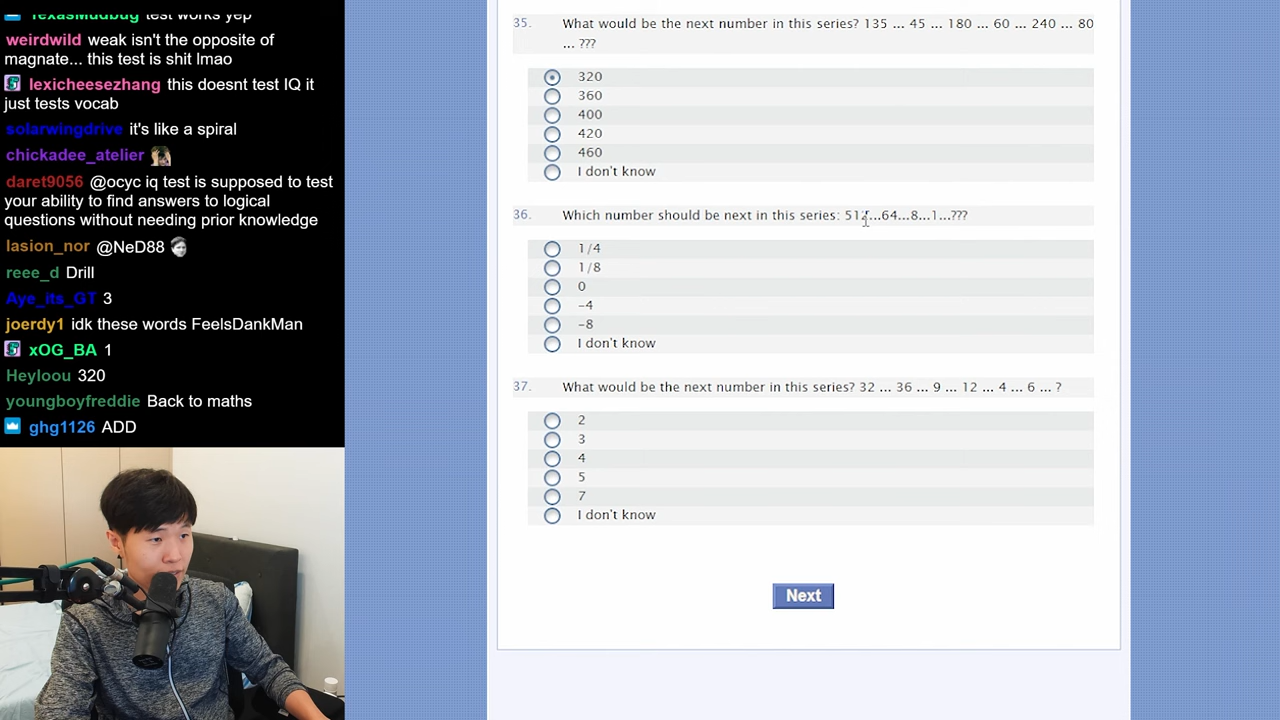 TexasMudbug test works yep
weirdwild weak isn't the opposite of
magnate... this test is shit lmao
lexicheesezhang this doesnt test IQ it
just tests vocab
solarwingdrive it's like a spiral
chickadee_atelier
daret9056 @ocyc iq test is supposed to test
your ability to find answers to logical
questions without needing prior knowledge
lasion_nor @NeD88
reee_d Drill
Aye_its_GT 3
joerdy1 idk these words FeelsDankMan
xOG_BA 1
Heyloou 320
youngboyfreddie Back to maths
ghg1126 ADD
35. What would be the next number in this series? 135 ... 45 ... 180 ... 60 ... 240 ... 80
... ???
320
360
400
420
460
I don't know
36. Which number should be next in this series: ...64...8...1...???
1/4
1/8
0
-4
-8
I don't know
37. What would be the next number in this series? 32 ... 36 ... 9 ... 12 ... 4 ... 6 ... ?
2
3
4
5
7
I don't know
Next